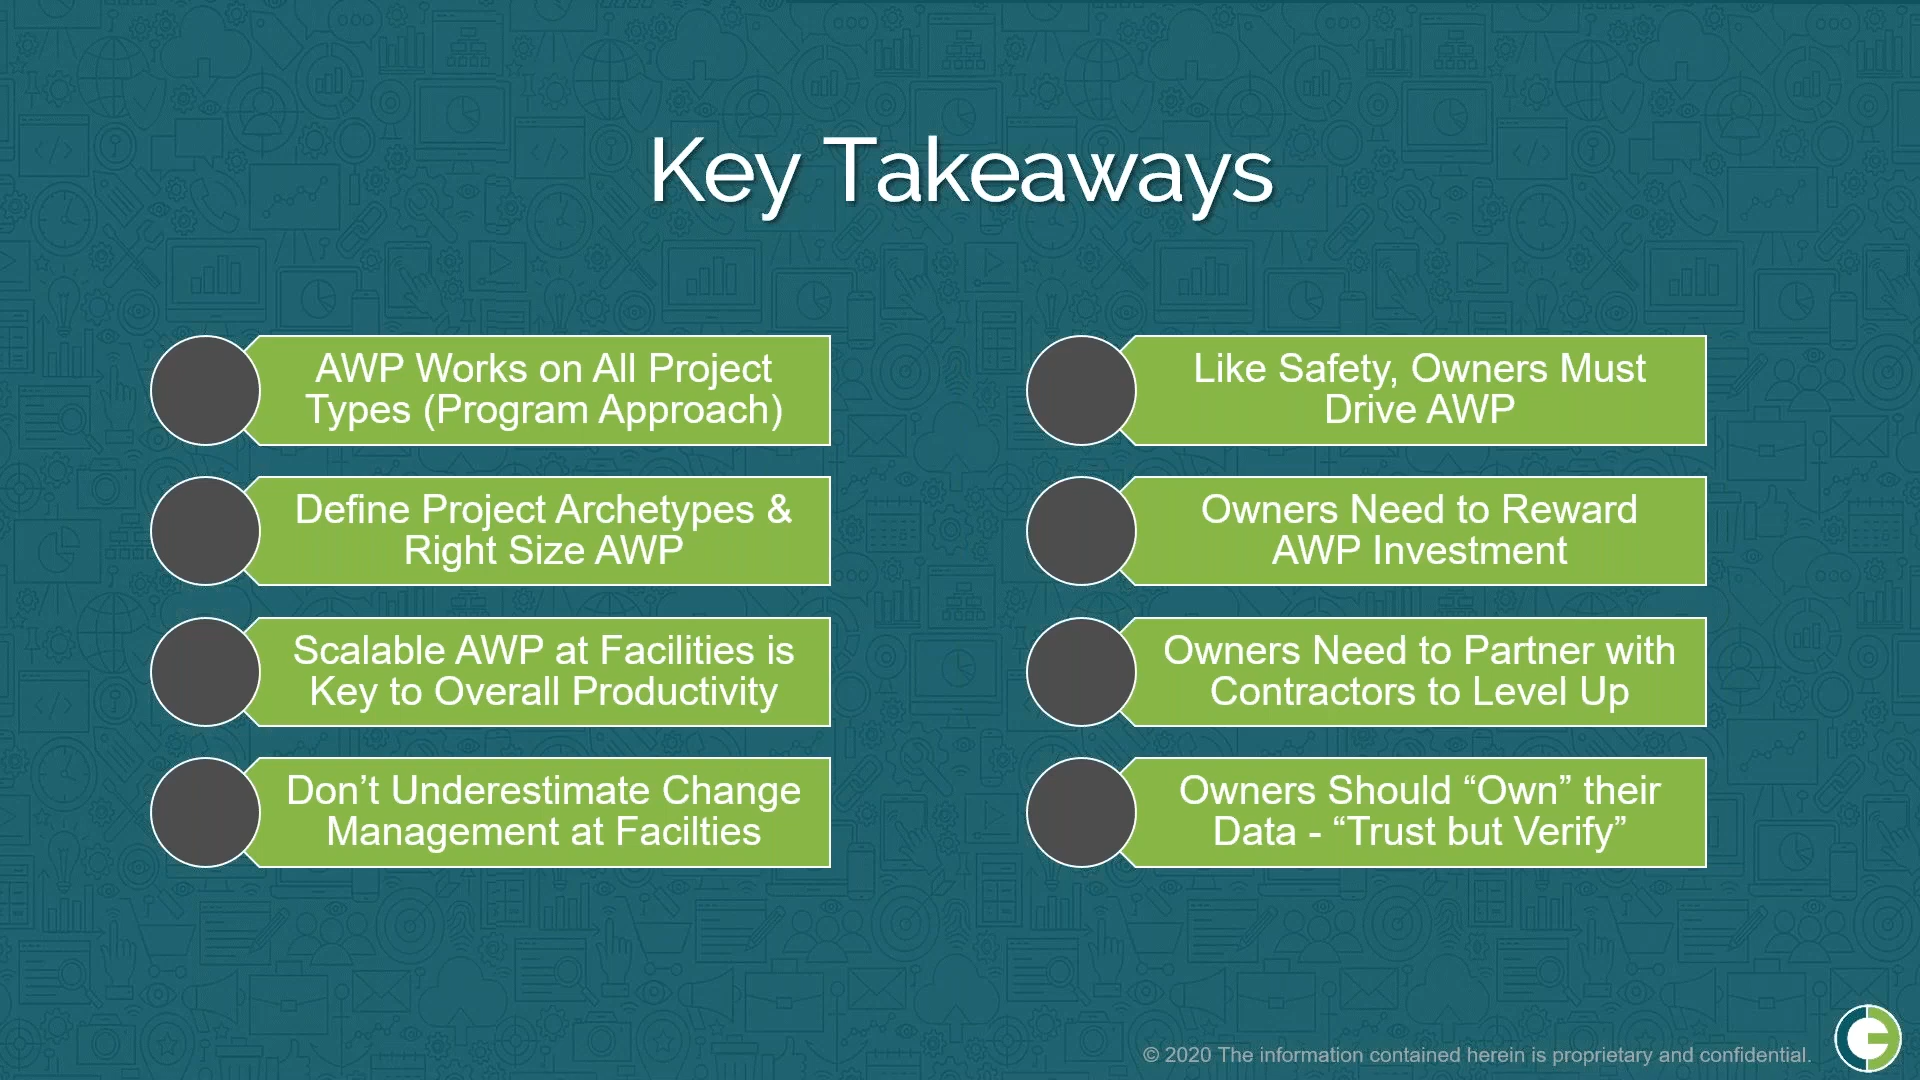 Key Takeaways
AWP Works on All Project
Types (Program Approach)
Define Project Archetypes &
Right Size AWP
Scalable AWP at Facilities is
Key to Overall Productivity
Don’t Underestimate Change
Management at Facilties
Like Safety, Owners Must
Drive AWP
Owners Need to Reward
AWP Investment
Owners Need to Partner with
Contractors to Level Up
Owners Should “Own” their
Data - “Trust but Verify”
© 2020 The information contained herein is proprietary and confidential.